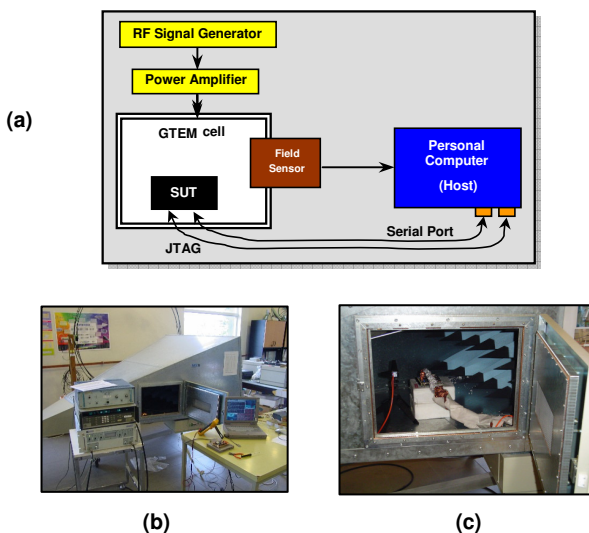 RF Signal Generator
Power Amplifier
(a)
GTEM cell
Field
Sensor
Personal
Computer
(Host)
SUT
Serial Port
JTAG
(b)
(c)